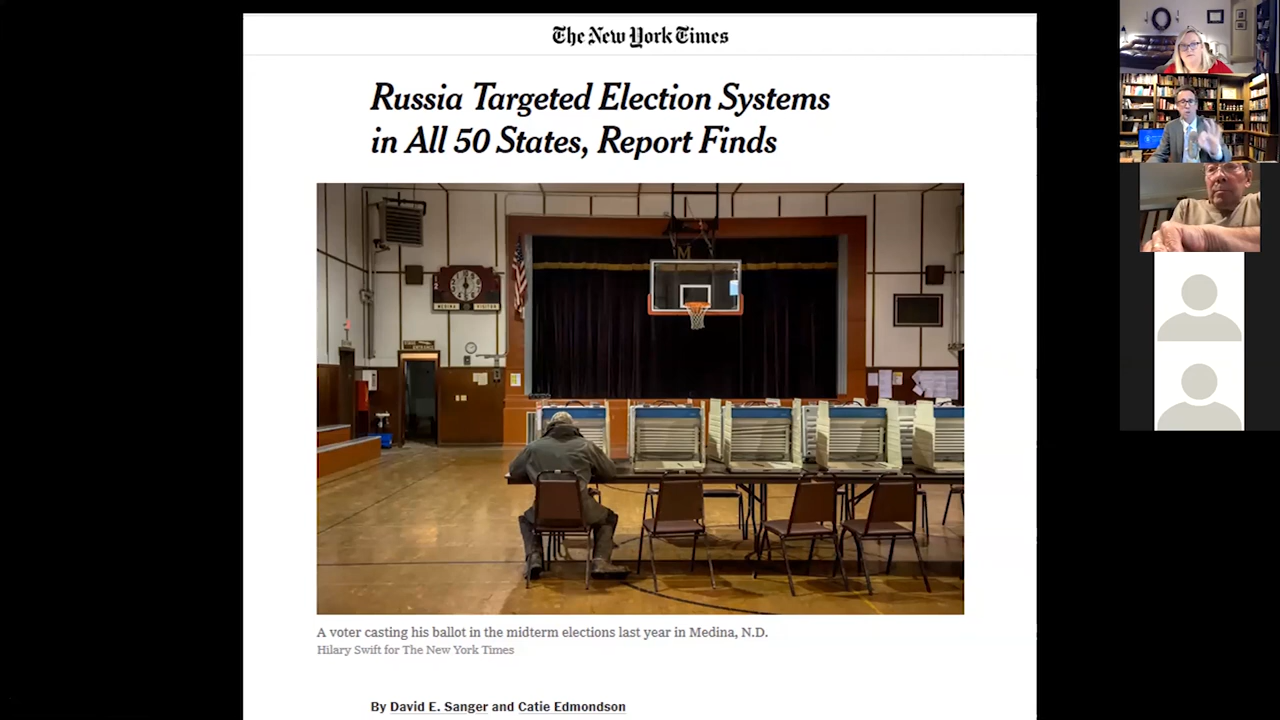 The New York Times
Russia Targeted Election Systems
in All 50 States, Report Finds
M
MEDINA VISITOR
A voter casting his ballot in the midterm elections last year in Medina, N.D.
Hilary Swift for The New York Times
By David E. Sanger and Catie Edmondson